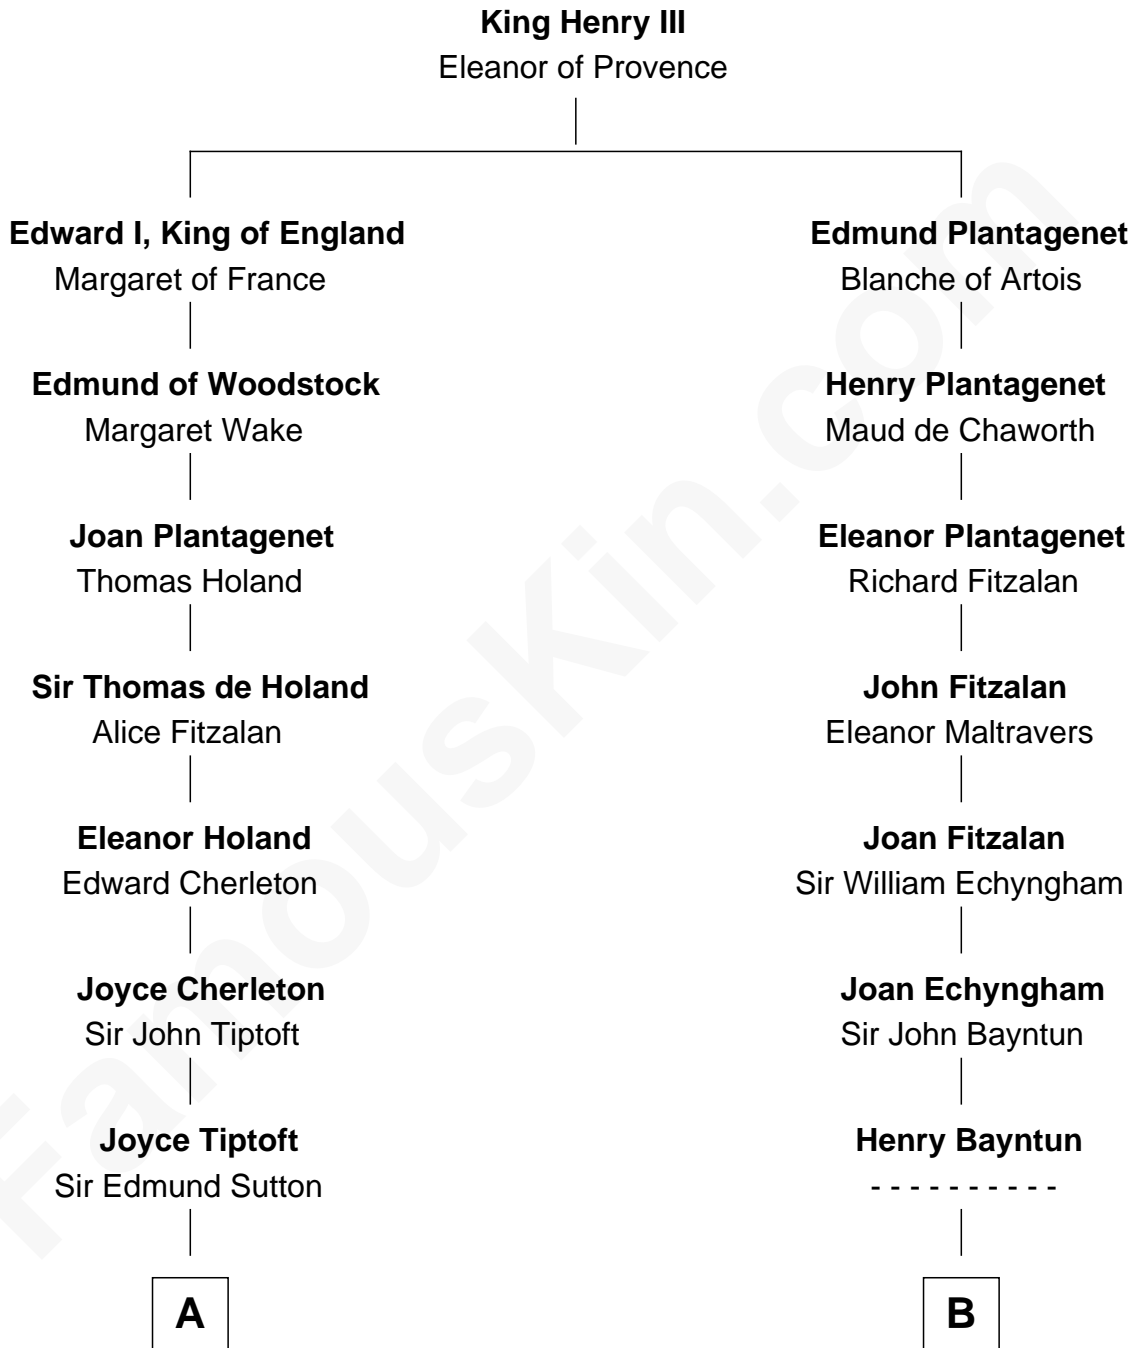 King Henry III
Eleanor of Provence
Edward I, King of England
Margaret of France
Edmund of Woodstock
Margaret Wake
Joan Plantagenet
Thomas Holand
Sir Thomas de Holand
Alice Fitzalan
Eleanor Holand
Edward Cherleton
Joyce Cherleton
Sir John Tiptoft
Joyce Tiptoft
Sir Edmund Sutton
A
Edmund Plantagenet
Blanche of Artois
Henry Plantagenet
Maud de Chaworth
Eleanor Plantagenet
Richard Fitzalan
John Fitzalan
Eleanor Maltravers
Joan Fitzalan
Sir William Echyngham
Joan Echyngham
Sir John Bayntun
Henry Bayntun
- - - - - - - - - -
B
FamousKin.com